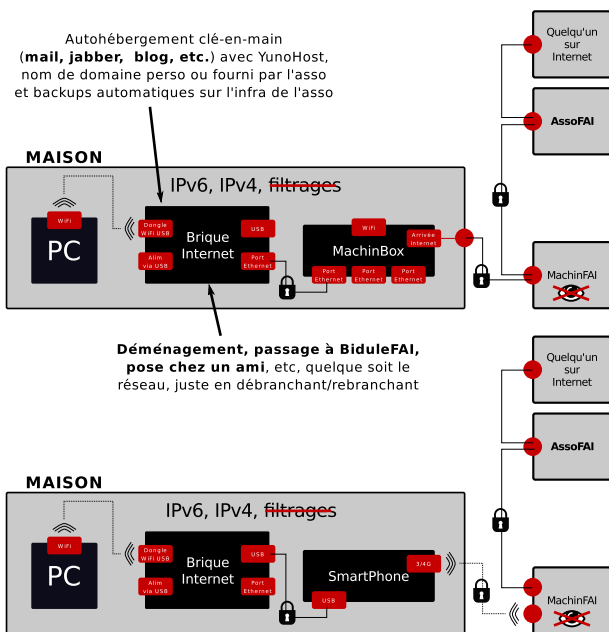 Autohébergement clé-en-main
(mail, jabber, blog, etc.) avec YunoHost,
nom de domaine perso ou fourni par l'asso
et backups automatiques sur l'infra de l'asso
Quelqu'un
sur
Internet
AssoFAI
MAISON
IPv6, IPv4, filtrages
WiFi
PC
Dongle
WiFi USB
Alim
via USB
Brique
Internet
USB
Port
Ethernet
WiFi
MachinBox
Arrivée
internet
Port
Ethernet
Port
Ethernet
Port
Ethernet
MachinFAI
Déménagement, passage à BiduleFAI,
pose chez un ami, etc, quelque soit le
réseau, juste en débranchant/rebranchant
Quelqu'un
sur
Internet
AssoFAI
MAISON
IPv6, IPv4, filtrages
WiFi
PC
Dongle
WiFi USB
Alim
via USB
Brique
Internet
USB
Port
Ethernet
SmartPhone
3/4G
USB
MachinFAI